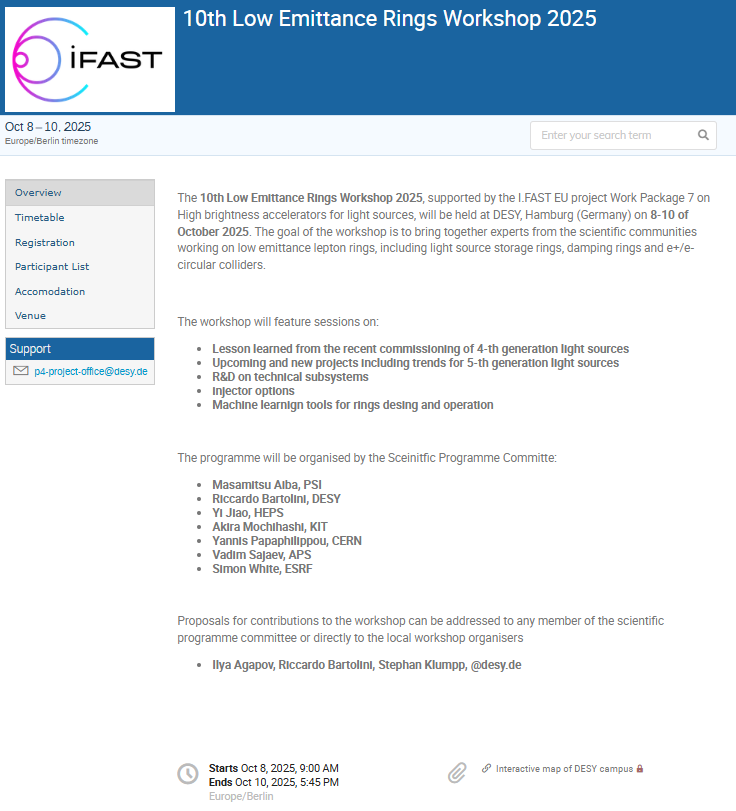 10th Low Emittance Rings Workshop 2025
iFAST
Oct 8 – 10, 2025
Europe/Berlin timezone
Enter your search term
Overview
Timetable
Registration
Participant List
Accomodation
Venue
Support
p4-project-office@desy.de
The 10th Low Emittance Rings Workshop 2025, supported by the I.FAST EU project Work Package 7 on
High brightness accelerators for light sources, will be held at DESY, Hamburg (Germany) on 8-10 of
October 2025. The goal of the workshop is to bring together experts from the scientific communities
working on low emittance lepton rings, including light source storage rings, damping rings and e+/e-
circular colliders.
The workshop will feature sessions on:
• Lesson learned from the recent commissioning of 4-th generation light sources
• Upcoming and new projects including trends for 5-th generation light sources
• R&D on technical subsystems
• injector options
• Machine learnign tools for rings desing and operation
The programme will be organised by the Sceinitfic Programme Committe:
• Masamitsu Aiba, PSI
• Riccardo Bartolini, DESY
• Yi Jiao, HEPS
• Akira Mochihashi, KIT
• Yannis Papaphilippou, CERN
• Vadim Sajaev, APS
• Simon White, ESRF
Proposals for contributions to the workshop can be addressed to any member of the scientific
programme committee or directly to the local workshop organisers
• Ilya Agapov, Riccardo Bartolini, Stephan Klumpp, @desy.de
Starts Oct 8, 2025, 9:00 AM
Ends Oct 10, 2025, 5:45 PM
Europe/Berlin
Interactive map of DESY campus